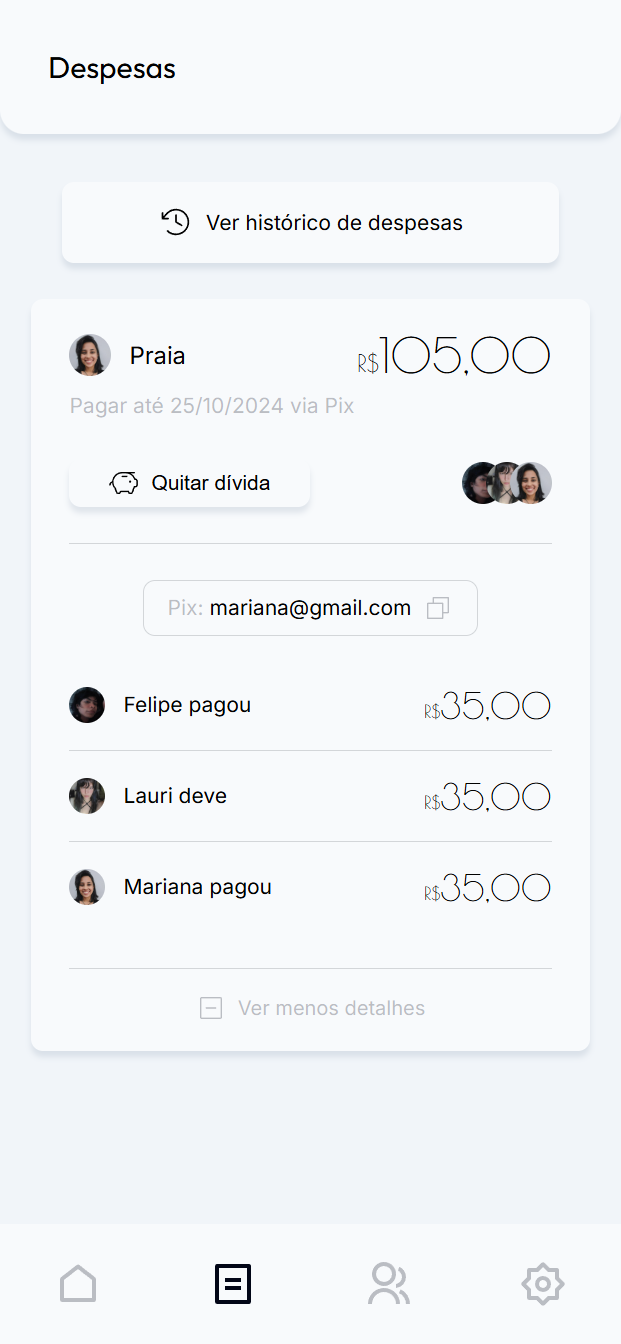 Despesas
Ver histórico de despesas
Praia R$105,00
Pagar até 25/10/2024 via Pix
Quitar dívida
Pix: mariana@gmail.com
Felipe pagou R$35,00
Lauri deve R$35,00
Mariana pagou R$35,00
Ver menos detalhes